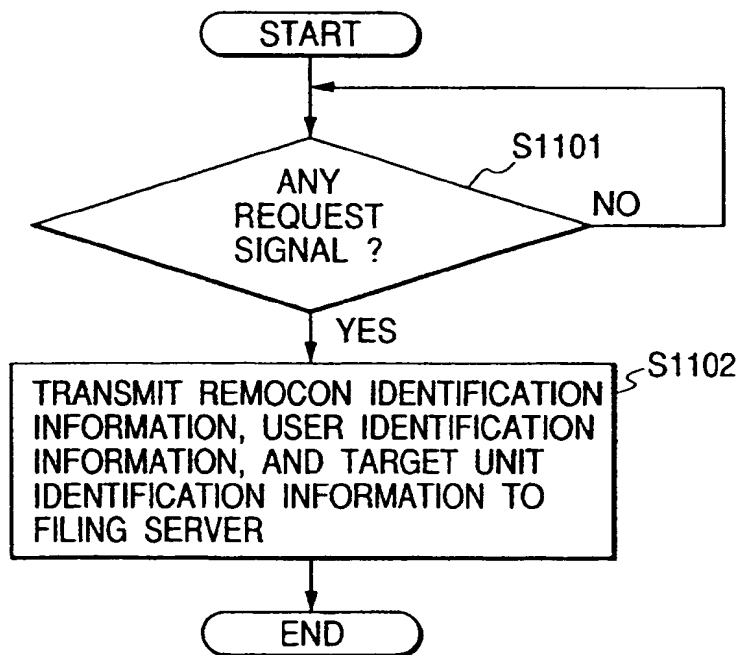 START
S1101
ANY
REQUEST
SIGNAL ?
NO
YES
S1102
TRANSMIT REMOCON IDENTIFICATION
INFORMATION, USER IDENTIFICATION
INFORMATION, AND TARGET UNIT
IDENTIFICATION INFORMATION TO
FILING SERVER
END